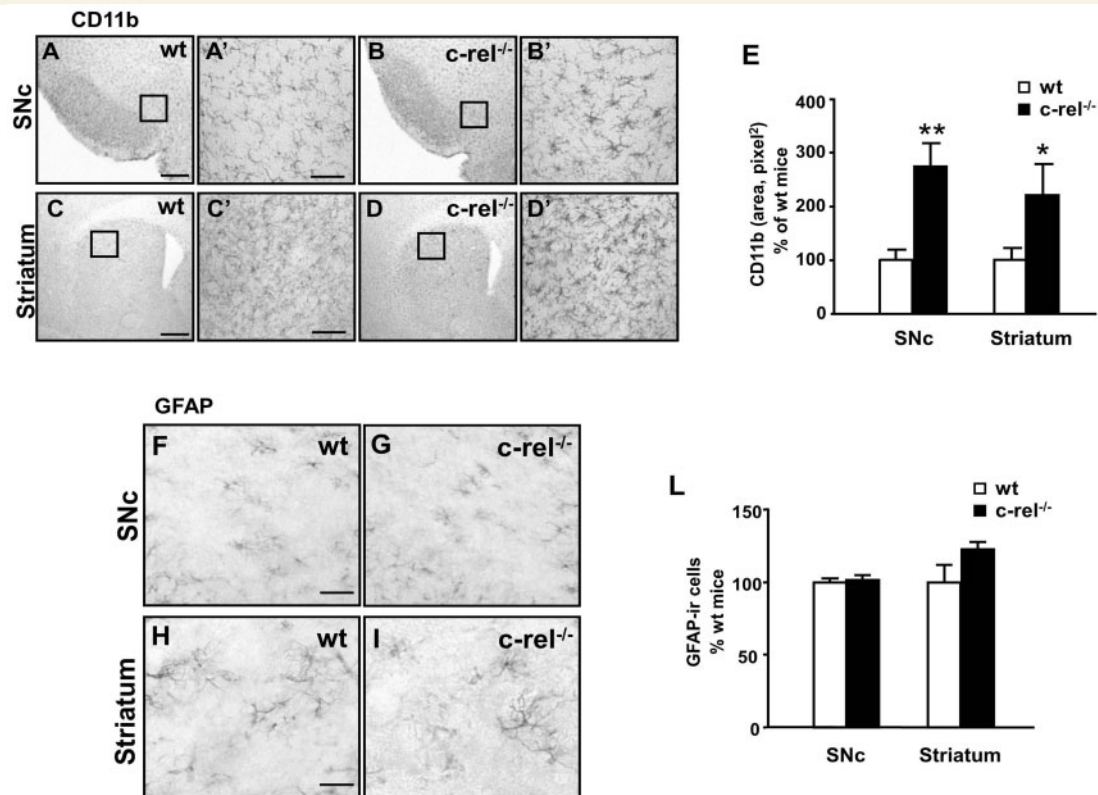 CD11b
A wt A' B c-rel-/- B'
SNc
C wt C' D c-rel-/- D'
Striatum
E
wt
c-rel-/-
CD11b (area, pixel²)
% of wt mice
400
300
200
100
0
**
*
SNc Striatum
GFAP
F wt G c-rel-/-
SNc
H wt I c-rel-/-
Striatum
L
wt
c-rel-/-
GFAP-ir cells
% wt mice
150
100
50
0
SNc Striatum